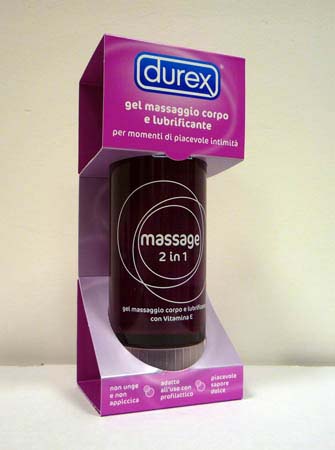 durex
gel massaggio corpo
e lubrificante
per momenti di piacevole intimità
massage
2 in 1
gel massaggio corpo e lubrificante
con Vitamina E
non unge
e non
appiccica
adatto
all'uso con
profilattico
piacevole
sapore
dolce